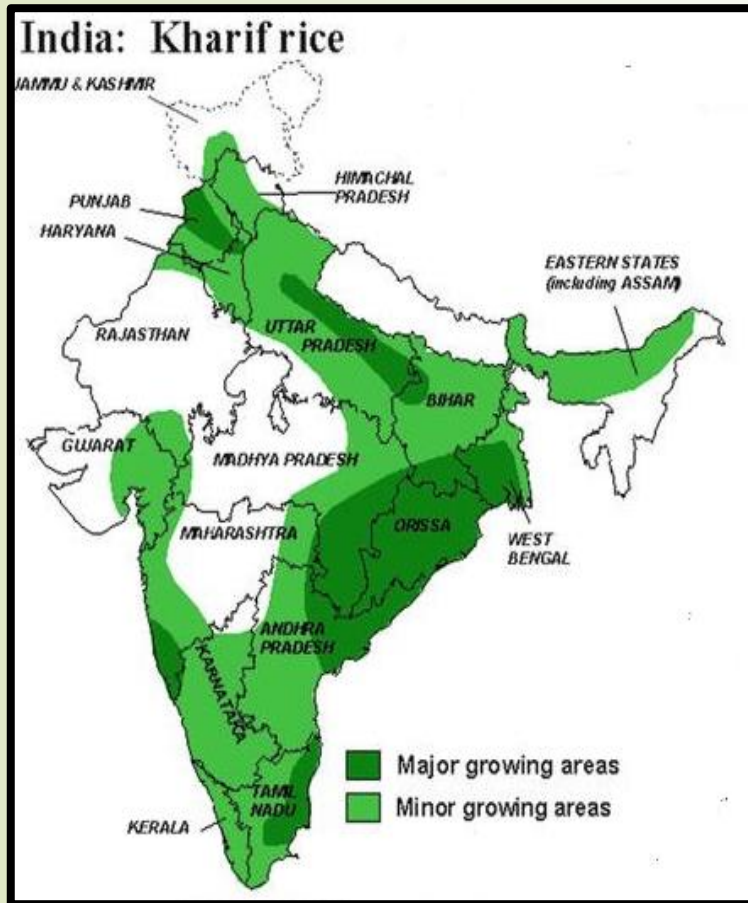 India: Kharif rice
JAMMU & KASHMIR
HIMACHAL
PRADESH
PUNJAB
HARYANA
EASTERN STATES
(including ASSAM)
RAJASTHAN
UTTAR
PRADESH
BIHAR
GUJARAT
MADHYA PRADESH
MAHARASHTRA
ORISSA
WEST
BENGAL
ANDHRA
PRADESH
KARNATAKA
Major growing areas
TAMIL
NADU
Minor growing areas
KERALA